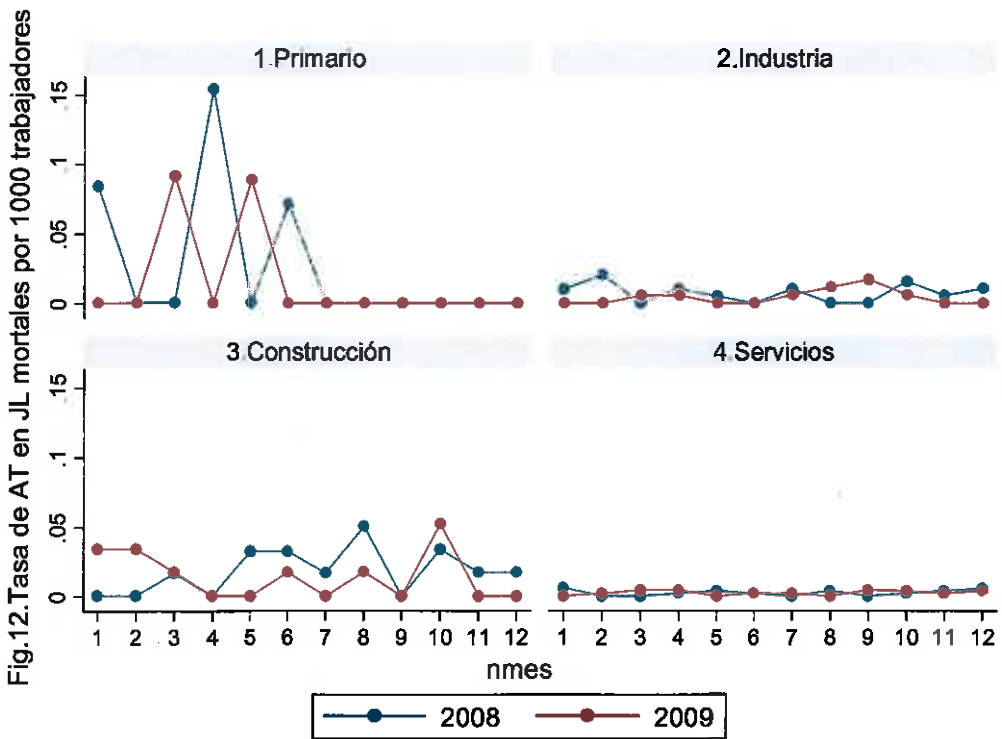 Fig.12.Tasa de AT en JL mortales por 1000 trabajadores
1.Primario
2.Industria
.15
.1
.05
0
3.Construcción
4.Servicios
.15
.1
.05
0
1 2 3 4 5 6 7 8 9 10 11 12
1 2 3 4 5 6 7 8 9 10 11 12
nmes
2008
2009